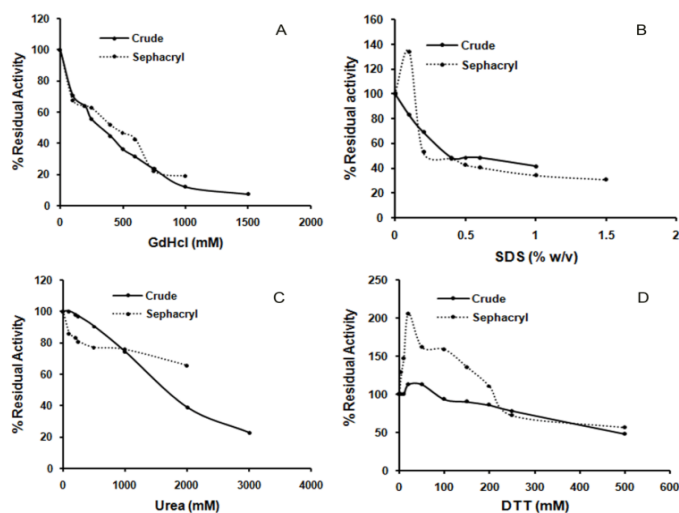 A
120
100
80
60
40
20
0
% Residual Activity
Crude
Sephacryl
0 500 1000 1500 2000
GdHcl (mM)
B
160
140
120
100
80
60
40
20
0
% Residual activity
Crude
Sephacryl
0 0.5 1 1.5 2
SDS (% w/v)
C
120
100
80
60
40
20
0
% Residual Activity
Crude
Sephacryl
0 1000 2000 3000 4000
Urea (mM)
D
250
200
150
100
50
0
% Residual Activity
Crude
Sephacryl
0 100 200 300 400 500 600
DTT (mM)